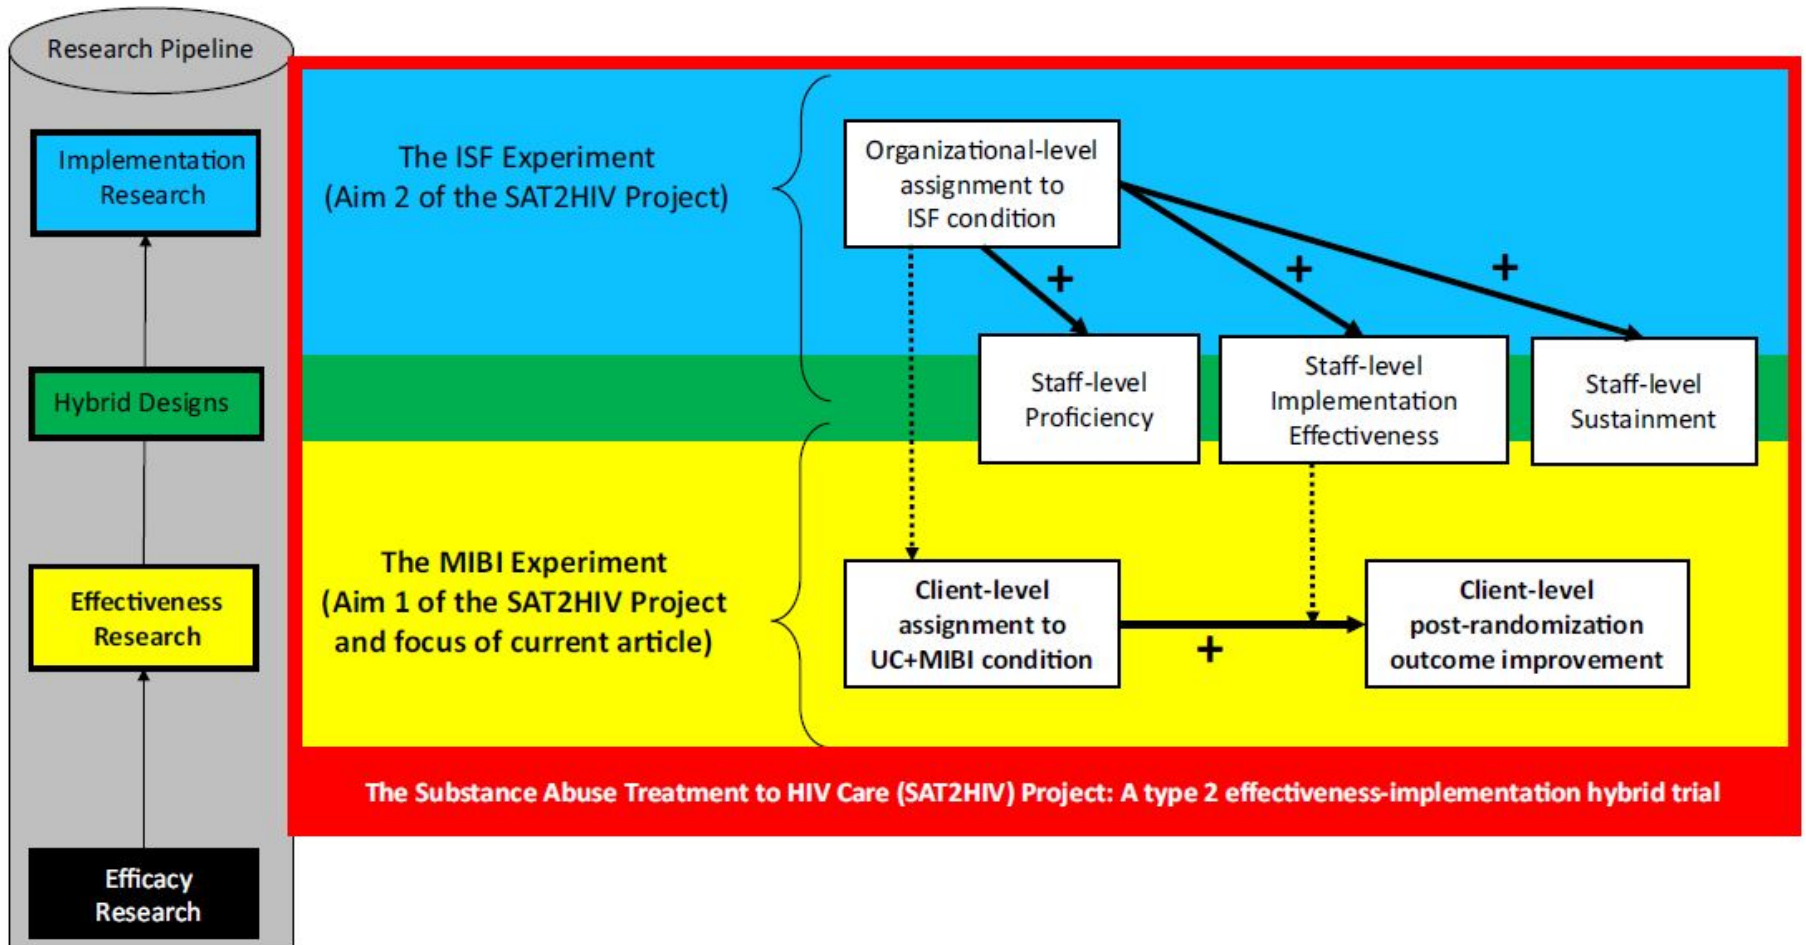 Research Pipeline
Implementation
Research
Hybrid Designs
Effectiveness
Research
Efficacy
Research
The ISF Experiment
(Aim 2 of the SAT2HIV Project)
Organizational-level
assignment to
ISF condition
+
+
+
Staff-level
Proficiency
Staff-level
Implementation
Effectiveness
Staff-level
Sustainment
The MIBI Experiment
(Aim 1 of the SAT2HIV Project
and focus of current article)
Client-level
assignment to
UC+MIBI condition
+
Client-level
post-randomization
outcome improvement
The Substance Abuse Treatment to HIV Care (SAT2HIV) Project: A type 2 effectiveness-implementation hybrid trial